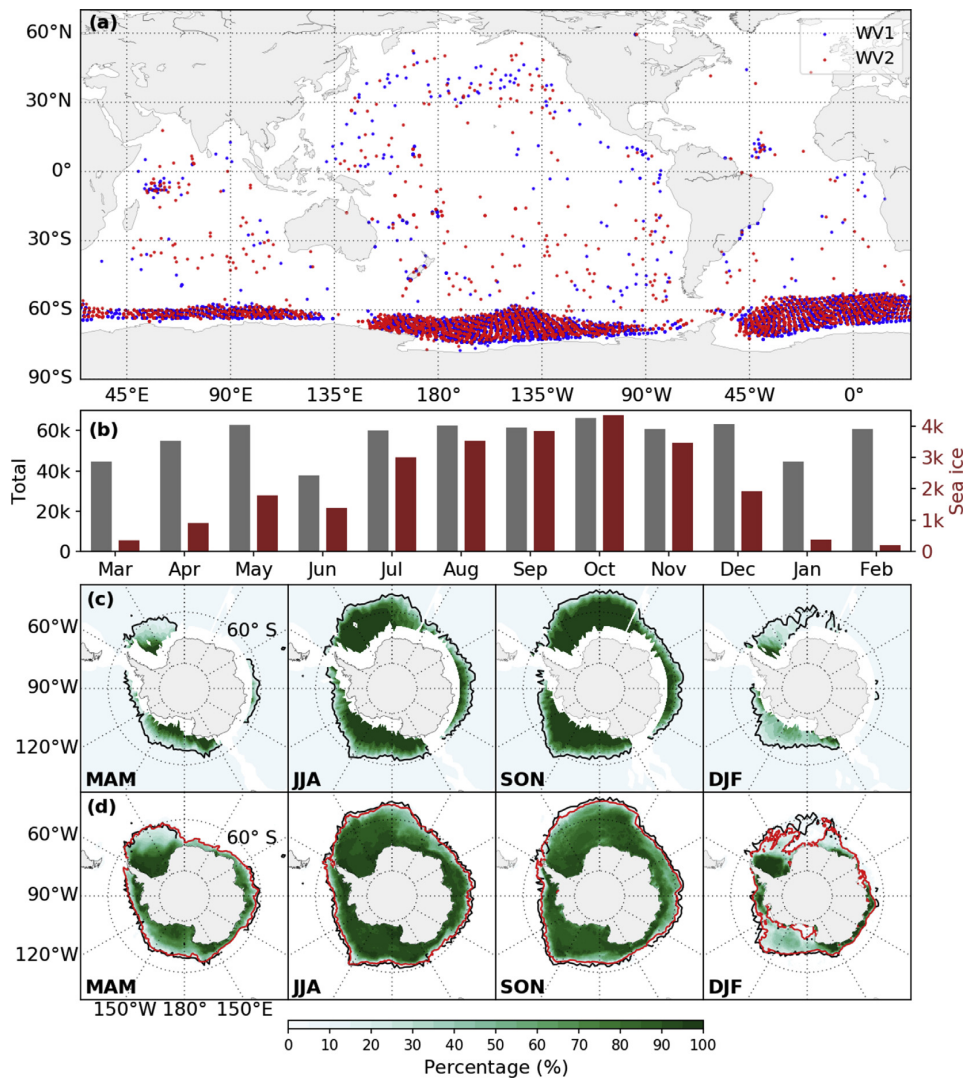 (a)
WV1
WV2
60°N
30°N
0°
30°S
60°S
90°S
45°E 90°E 135°E 180° 135°W 90°W 45°W 0°
(b)
Total
60k
40k
20k
0
4k
3k
2k
1k
0
Sea ice
Mar Apr May Jun Jul Aug Sep Oct Nov Dec Jan Feb
(c)
60°W
90°W
120°W
60° S
MAM JJA SON DJF
(d)
60°W
90°W
120°W
60° S
MAM JJA SON DJF
150°W 180° 150°E
0 10 20 30 40 50 60 70 80 90 100
Percentage (%)